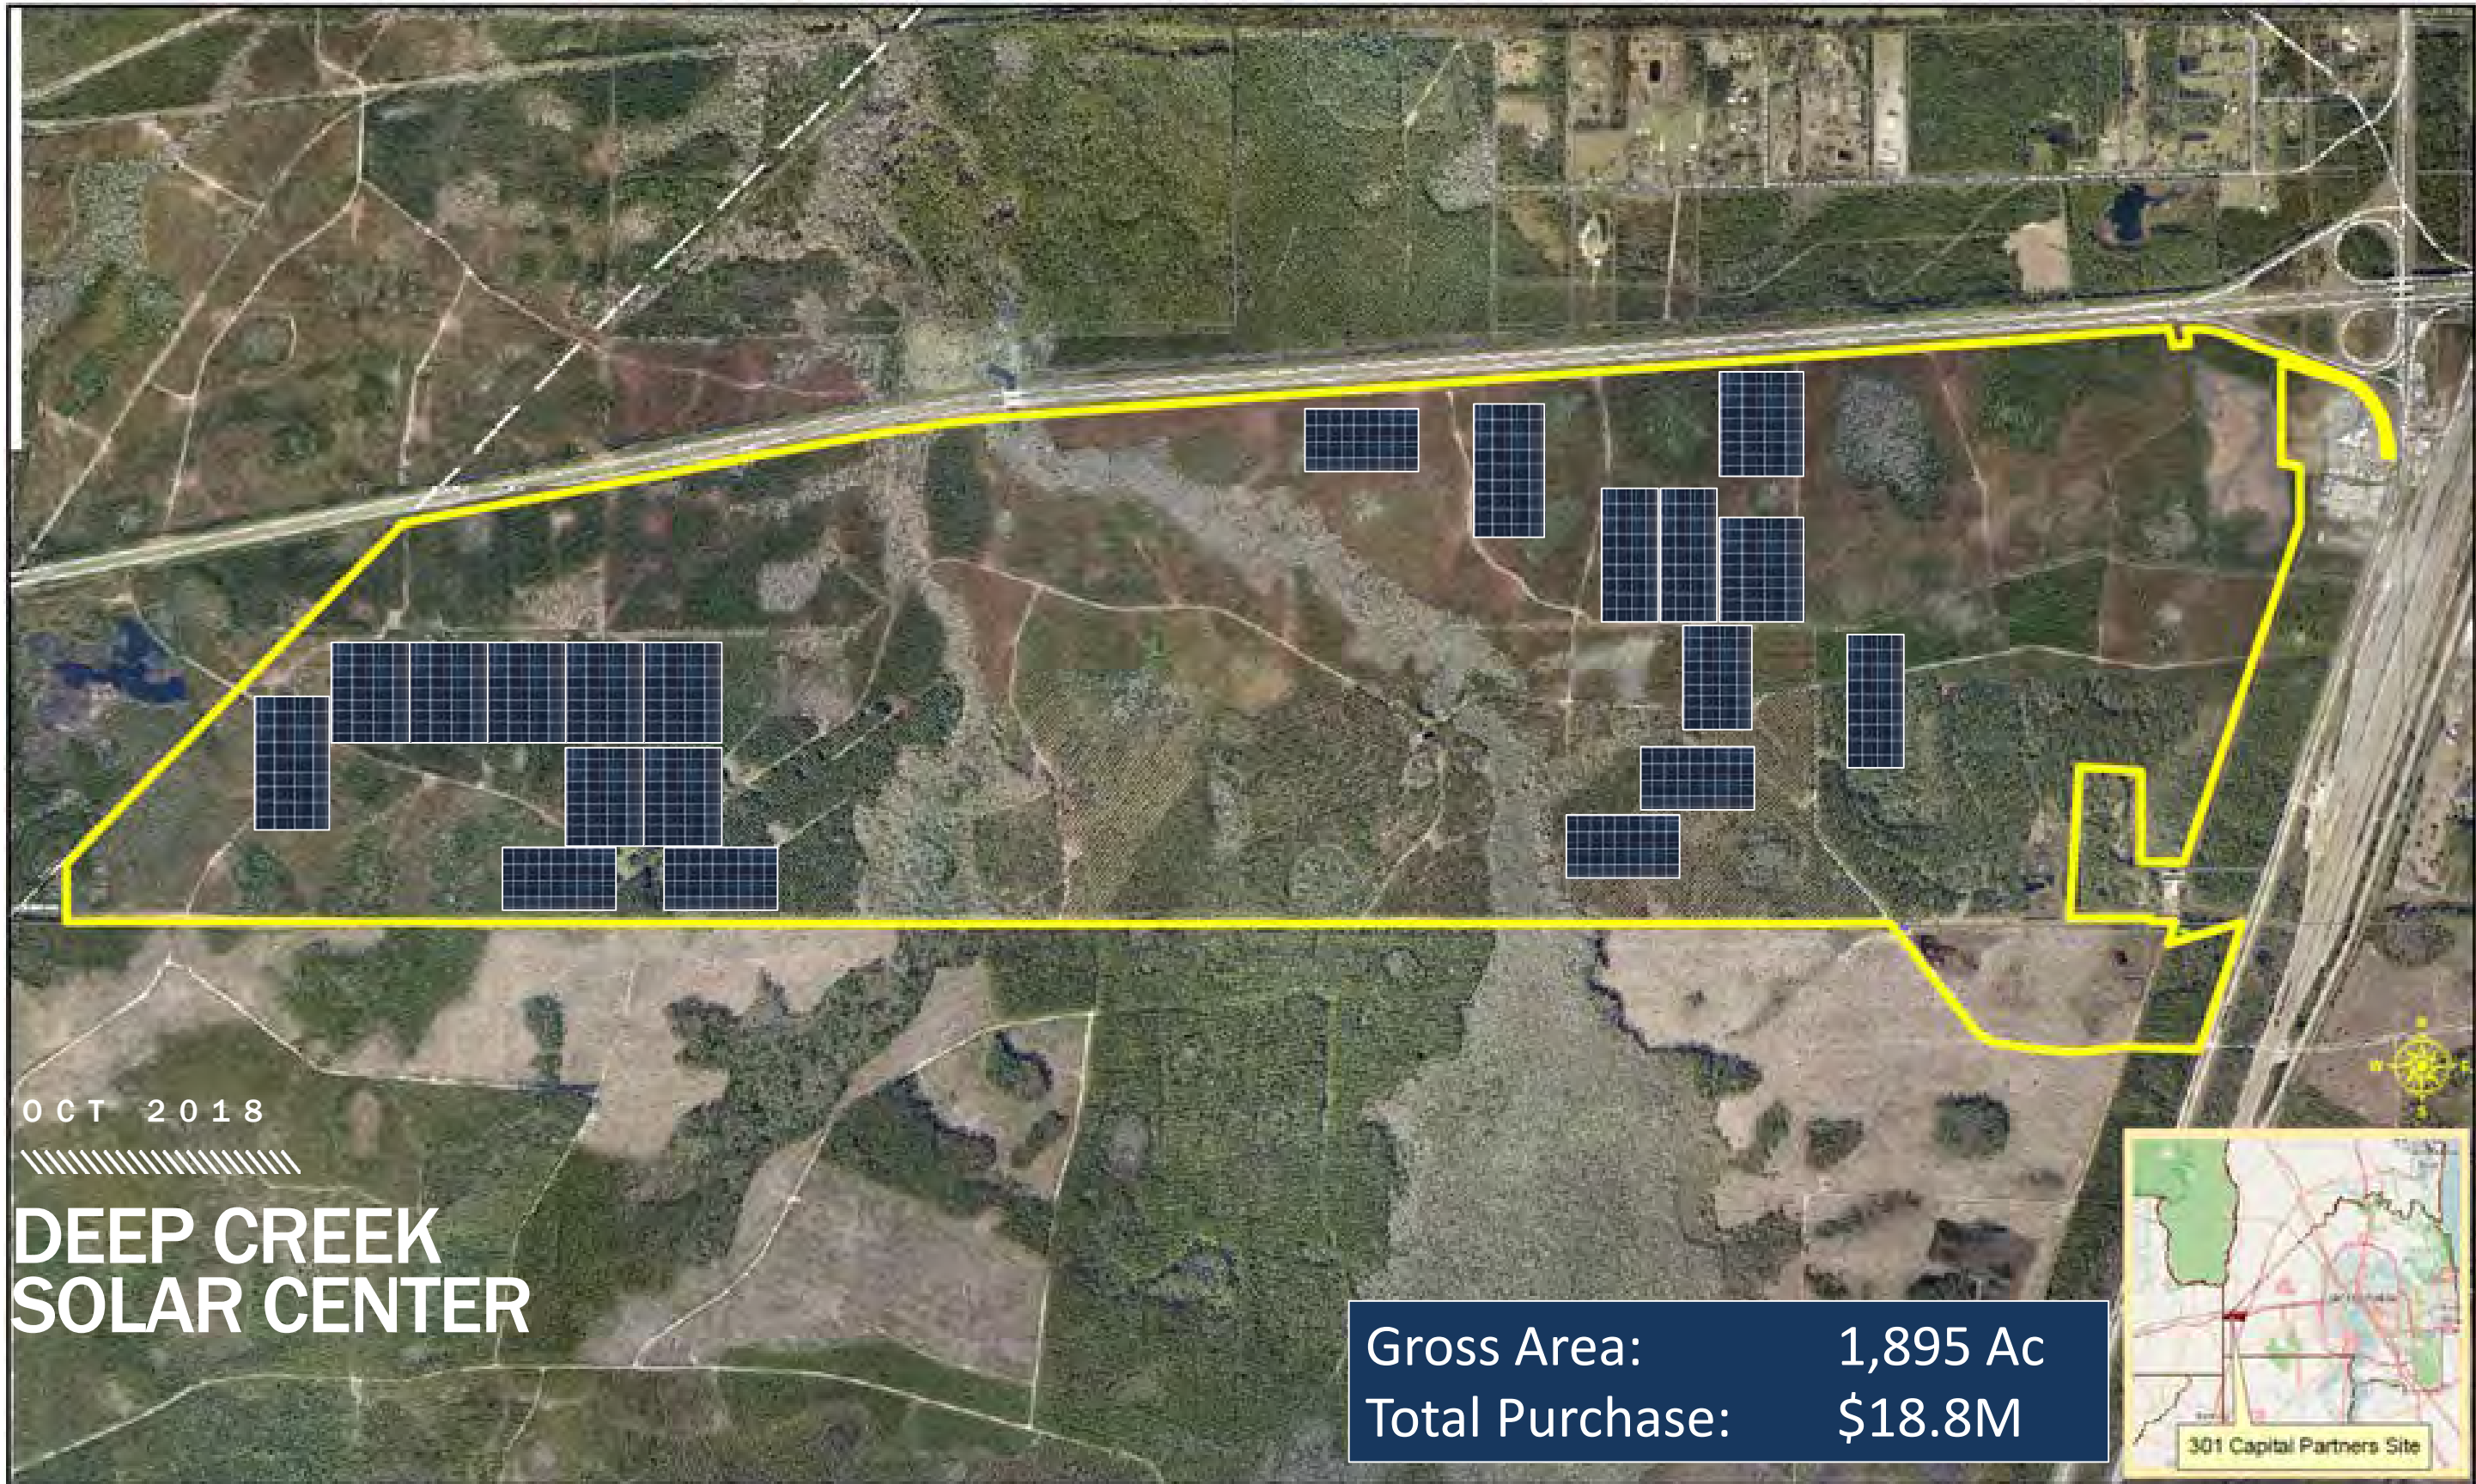 N
W E
S
OCT 2018
DEEP CREEK
SOLAR CENTER
Gross Area: 1,895 Ac
Total Purchase: $18.8M
301 Capital Partners Site